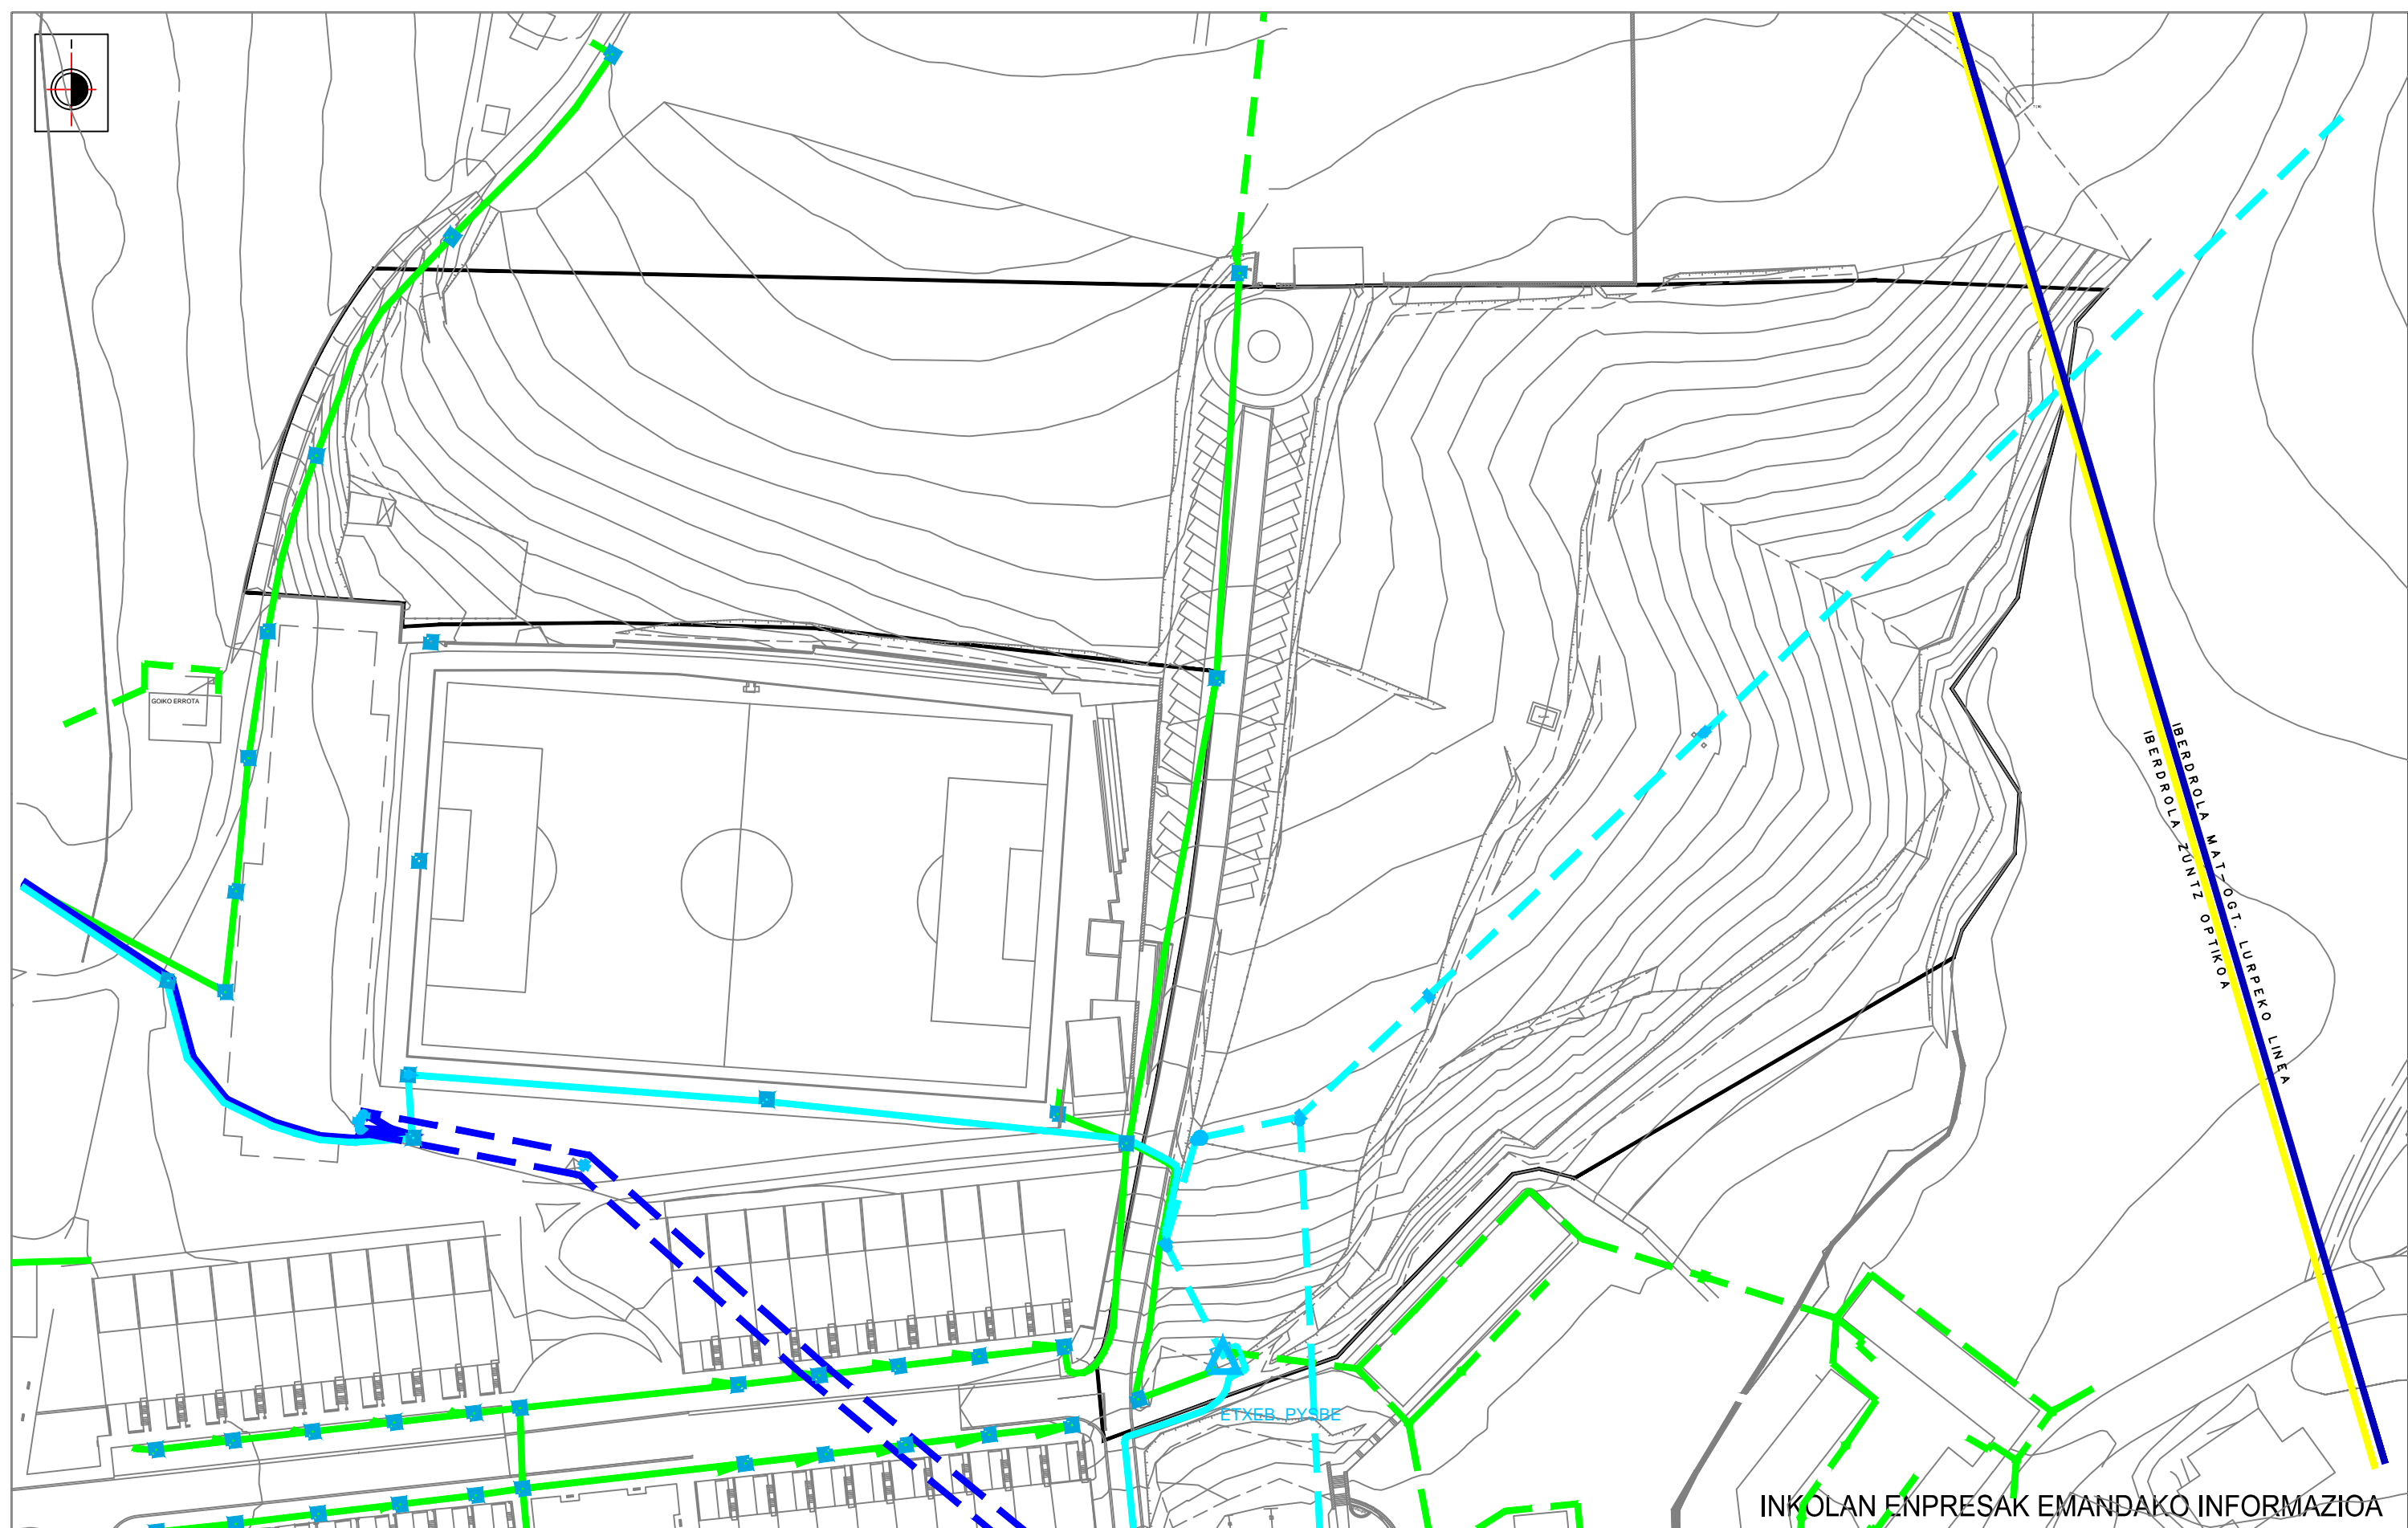 GOIKO ERROTA
IBERDROLA MAT-OGT. LURPEKO LINEA
IBERDROLA ZUNTZ OPTIKOA
ETXEB. PYSBE
INKOLAN ENPRESAK EMANDAKO INFORMAZIOA